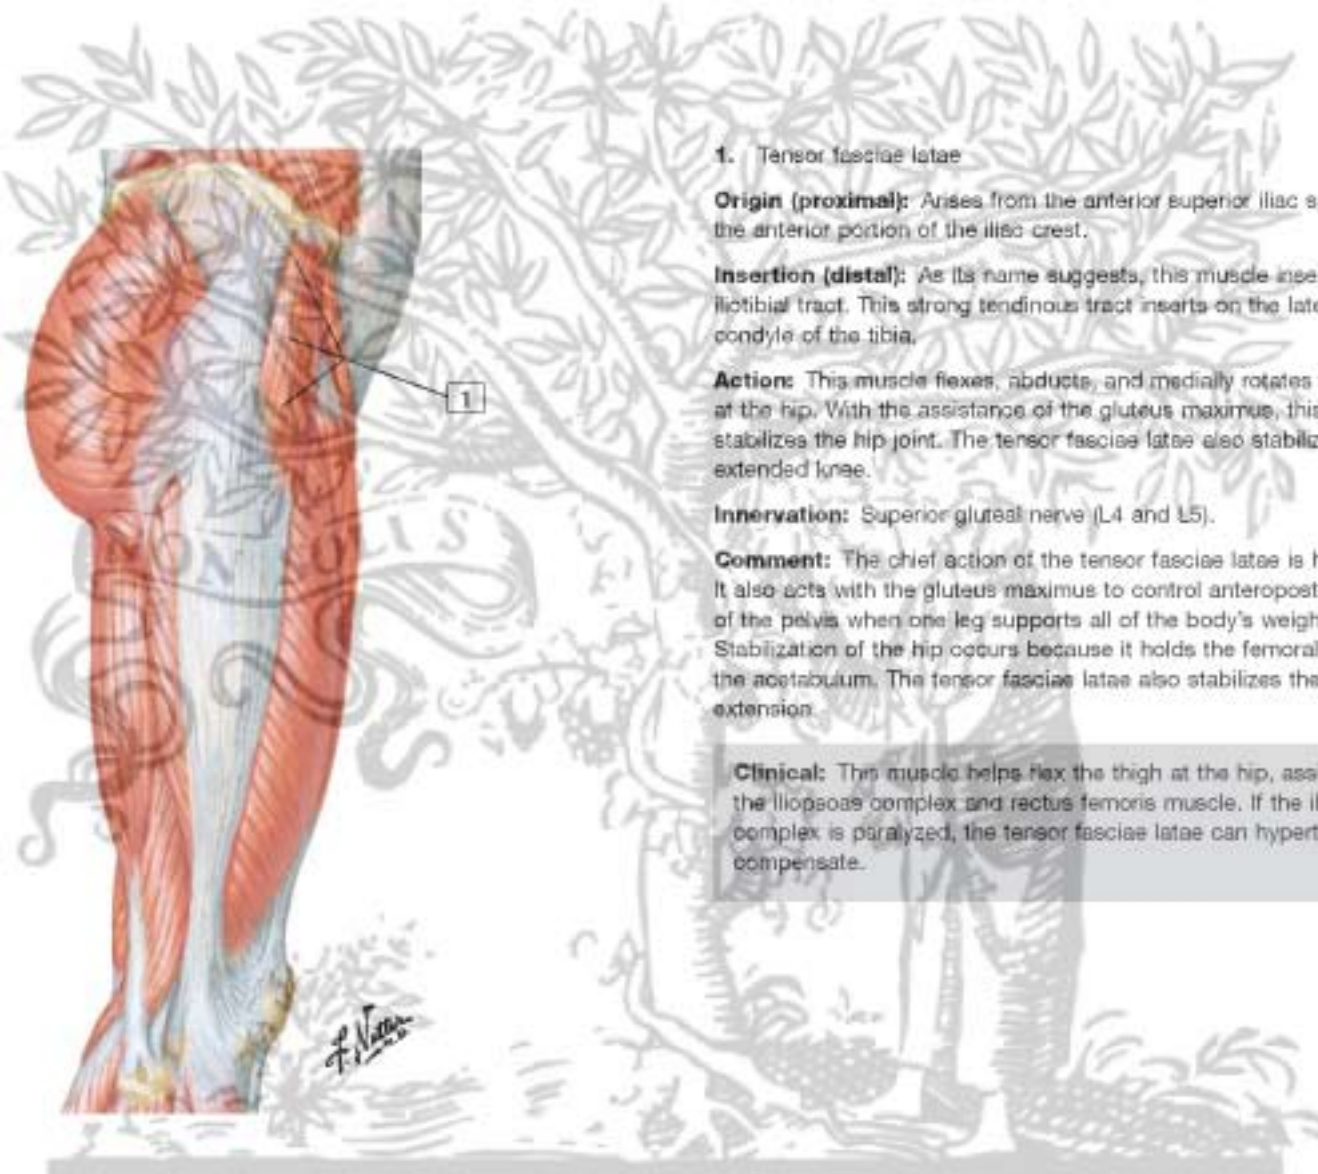 1. Tensor fasciae latae
Origin (proximal): Arises from the anterior superior iliac s
the anterior portion of the iliac crest.
Insertion (distal): As its name suggests, this muscle inse
iliotibial tract. This strong tendinous tract inserts on the late
condyle of the tibia.
Action: This muscle flexes, abducts, and medially rotates
at the hip. With the assistance of the gluteus maximus, this
stabilizes the hip joint. The tensor fasciae latae also stabiliz
extended knee.
Innervation: Superior gluteal nerve (L4 and L5).
Comment: The chief action of the tensor fasciae latae is h
It also acts with the gluteus maximus to control anteropost
of the pelvis when one leg supports all of the body's weigh
Stabilization of the hip occurs because it holds the femoral
the acetabulum. The tensor fasciae latae also stabilizes the
extension.
Clinical: This muscle helps flex the thigh at the hip, ass
the iliopsoas complex and rectus femoris muscle. If the il
complex is paralyzed, the tensor fasciae latae can hypert
compensate.
1
NON SOLIS
F. Netter